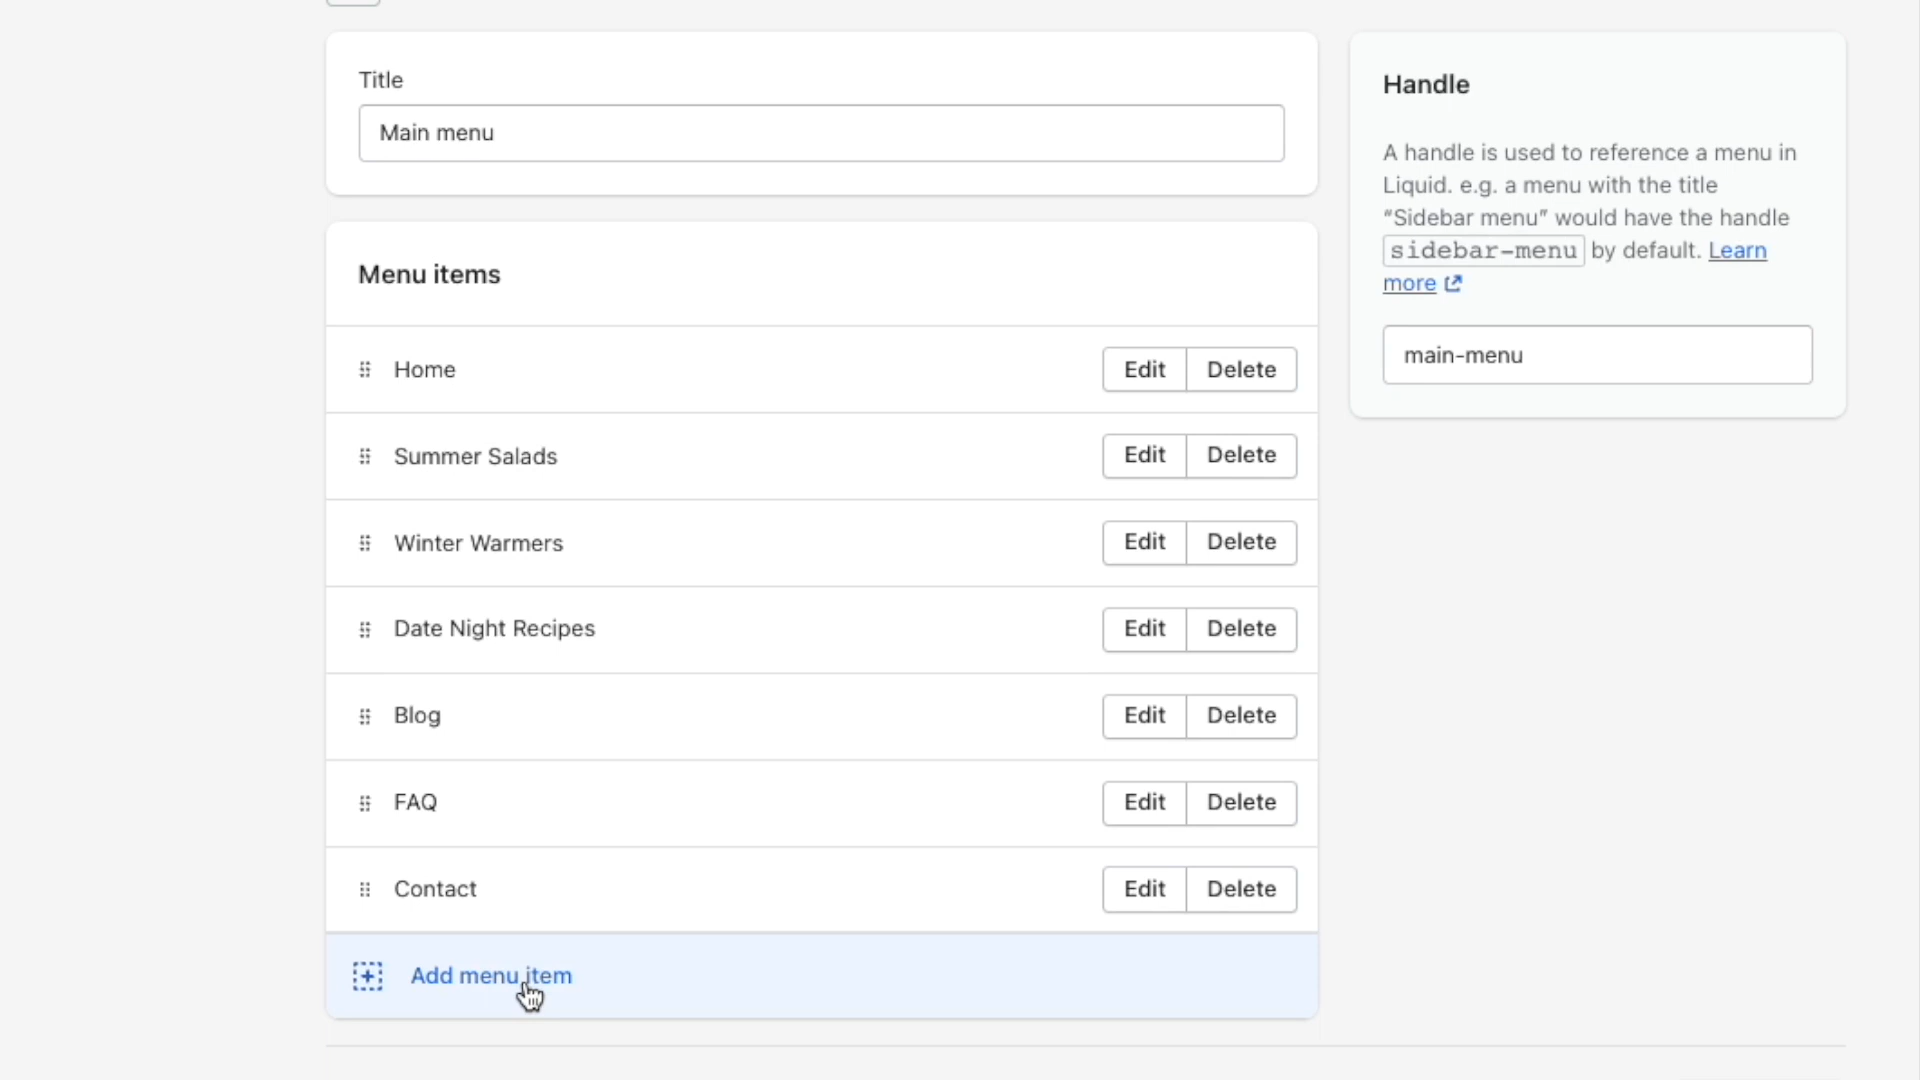 Title
Main menu
Menu items
Home Edit Delete
Summer Salads Edit Delete
Winter Warmers Edit Delete
Date Night Recipes Edit Delete
Blog Edit Delete
FAQ Edit Delete
Contact Edit Delete
Add menu item
Handle
A handle is used to reference a menu in
Liquid. e.g. a menu with the title
“Sidebar menu” would have the handle
sidebar-menu by default. Learn
more
main-menu